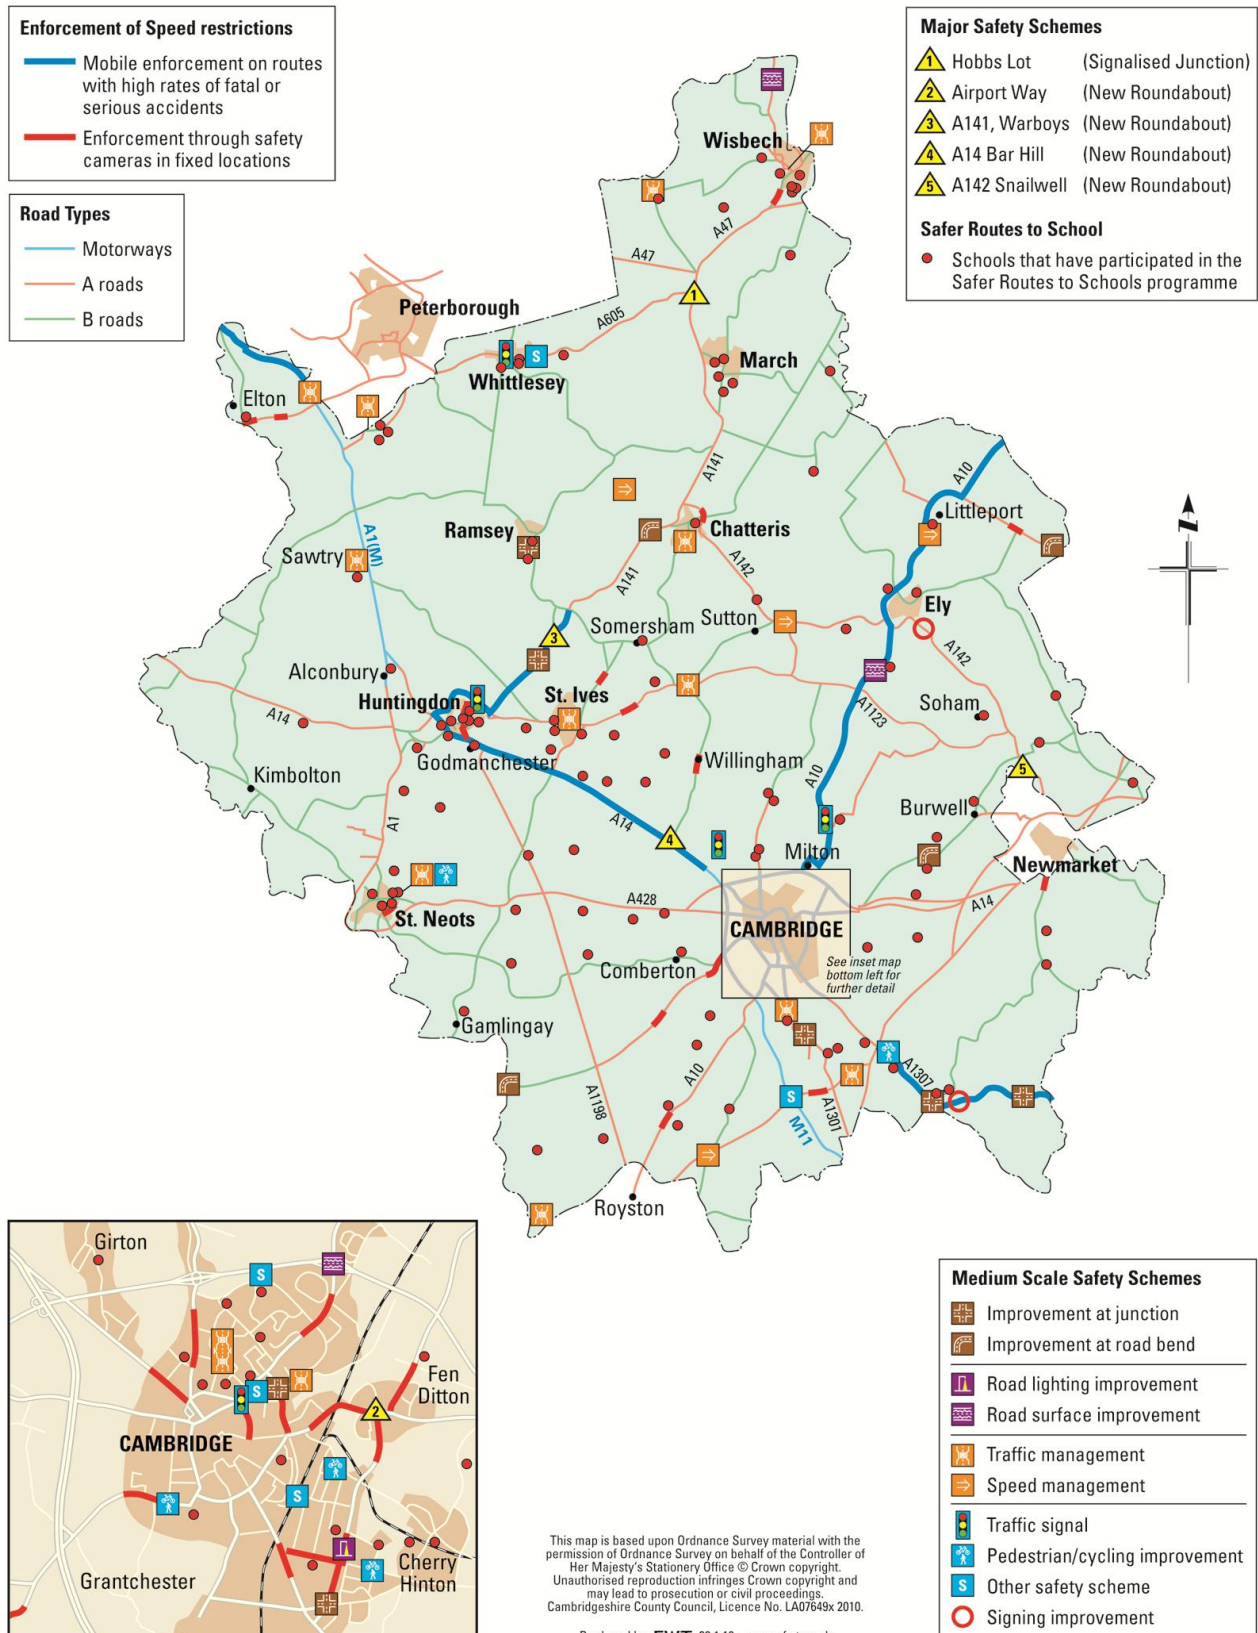 Enforcement of Speed restrictions
Mobile enforcement on routes
with high rates of fatal or
serious accidents
Enforcement through safety
cameras in fixed locations
Road Types
Motorways
A roads
B roads
Major Safety Schemes
1 Hobbs Lot (Signalised Junction)
2 Airport Way (New Roundabout)
3 A141, Warboys (New Roundabout)
4 A14 Bar Hill (New Roundabout)
5 A142 Snailwell (New Roundabout)
Safer Routes to School
Schools that have participated in the
Safer Routes to Schools programme
Wisbech
A47
A47
1
Peterborough
A605
S
Whittlesey
March
Elton
A141
A10
Littleport
Ramsey
Chatteris
A1(M)
Sawtry
A141
A142
Ely
3
Somersham
Sutton
A142
Alconbury
Huntingdon
St. Ives
A14
A1123
Soham
Godmanchester
Willingham
5
Kimbolton
A10
Burwell
A1
A14
4
Milton
Newmarket
St. Neots
A428
A14
CAMBRIDGE
See inset map
bottom left for
further detail
Comberton
Gamlingay
A10
A1307
A1198
S
A1301
M11
Royston
Girton
S
Fen
Ditton
S
2
CAMBRIDGE
S
Cherry
Hinton
Grantchester
This map is based upon Ordnance Survey material with the
permission of Ordnance Survey on behalf of the Controller of
Her Majesty's Stationery Office © Crown copyright.
Unauthorised reproduction infringes Crown copyright and
may lead to prosecution or civil proceedings.
Cambridgeshire County Council, Licence No. LA07649x 2010.
Medium Scale Safety Schemes
Improvement at junction
Improvement at road bend
Road lighting improvement
Road surface improvement
Traffic management
Speed management
Traffic signal
Pedestrian/cycling improvement
S Other safety scheme
Signing improvement